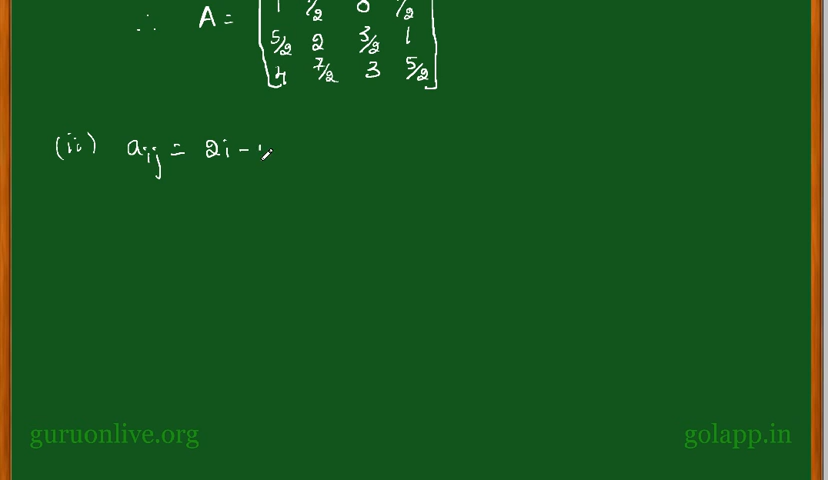 ∴ A = [1 1/2 0 1/2
5/2 2 3/2 1
4 7/2 3 5/2]
(ii) aij = 2i -
guruonlive.org
golapp.in